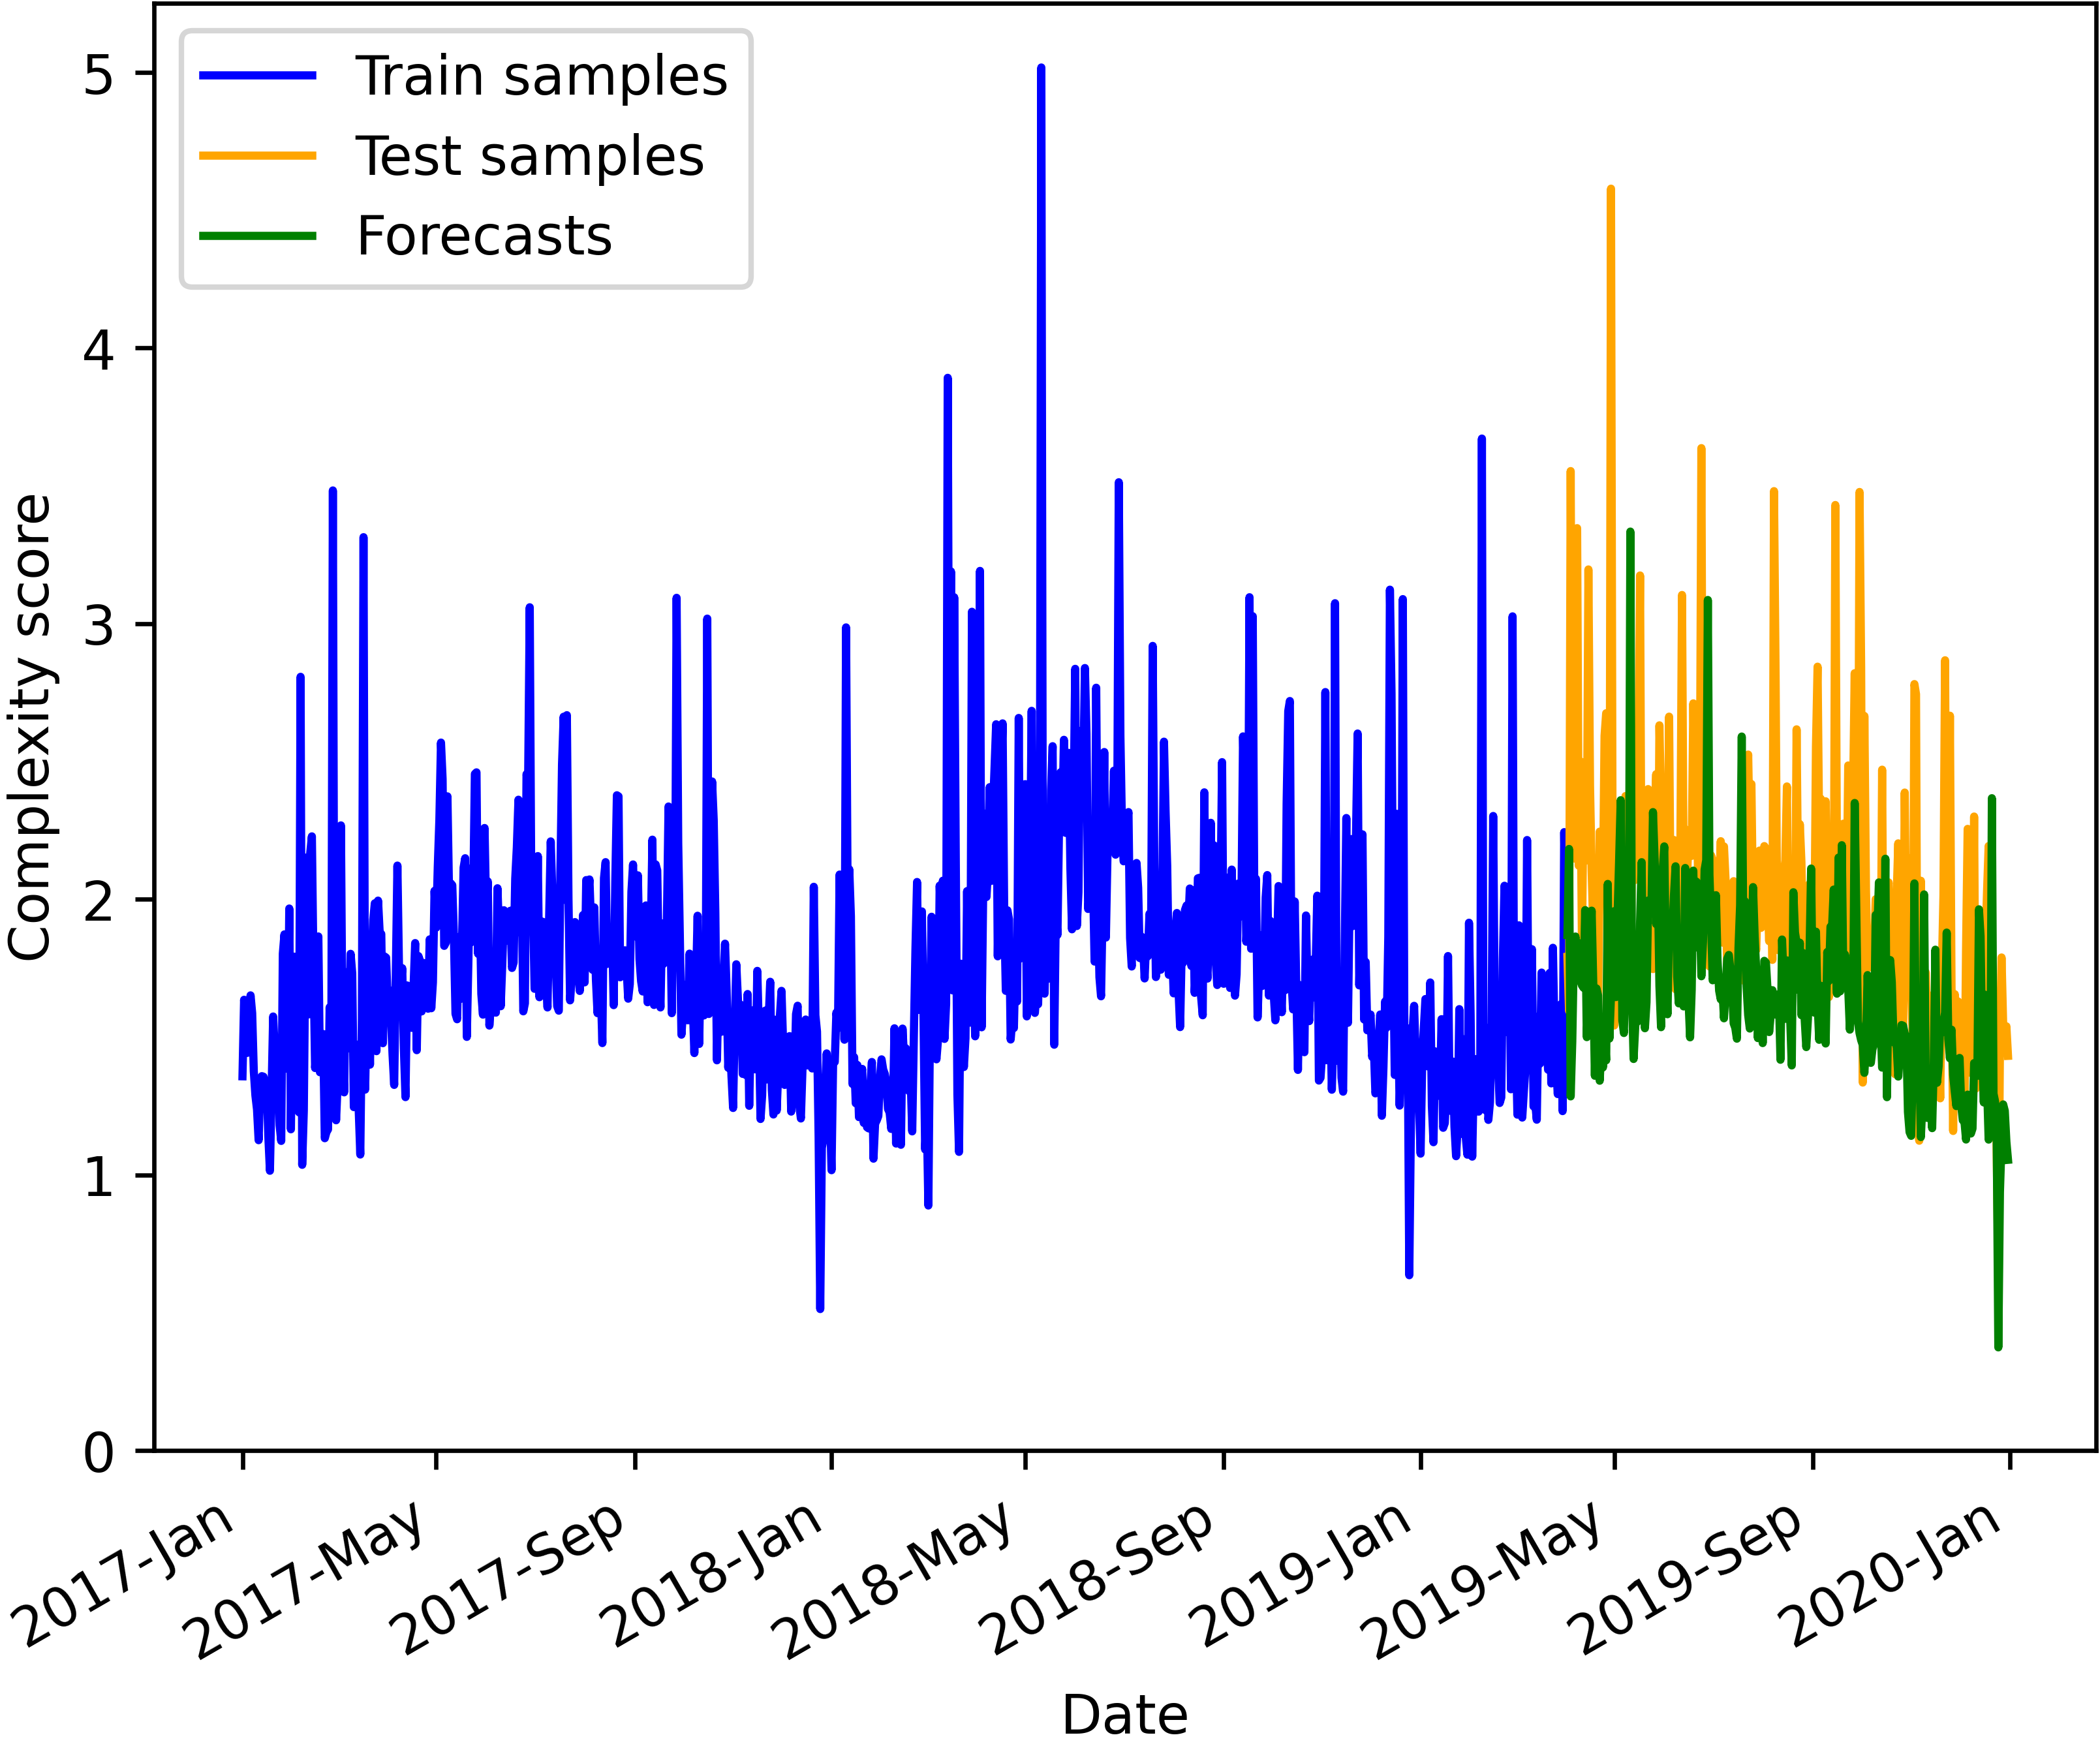 Train samples
Test samples
Forecasts
5
4
3
2
1
0
Complexity score
2017-Jan
2017-May
2017-Sep
2018-Jan
2018-May
2018-Sep
2019-Jan
2019-May
2019-Sep
2020-Jan
Date